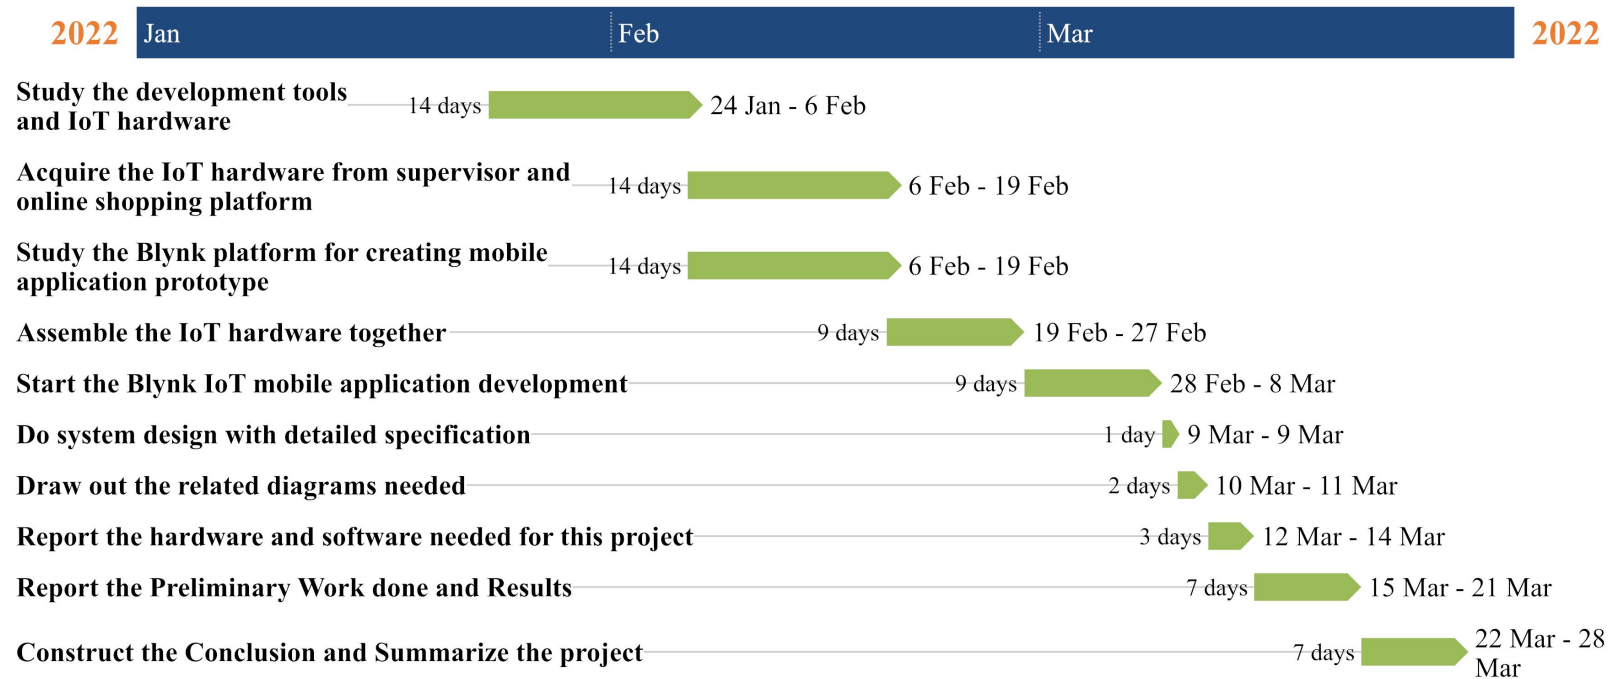 2022 Jan Feb Mar 2022
Study the development tools
and IoT hardware
14 days
24 Jan - 6 Feb
Acquire the IoT hardware from supervisor and
online shopping platform
14 days
6 Feb - 19 Feb
Study the Blynk platform for creating mobile
application prototype
14 days
6 Feb - 19 Feb
Assemble the IoT hardware together
9 days
19 Feb - 27 Feb
Start the Blynk IoT mobile application development
9 days
28 Feb - 8 Mar
Do system design with detailed specification
1 day
9 Mar - 9 Mar
Draw out the related diagrams needed
2 days
10 Mar - 11 Mar
Report the hardware and software needed for this project
3 days
12 Mar - 14 Mar
Report the Preliminary Work done and Results
7 days
15 Mar - 21 Mar
Construct the Conclusion and Summarize the project
7 days
22 Mar - 28
Mar